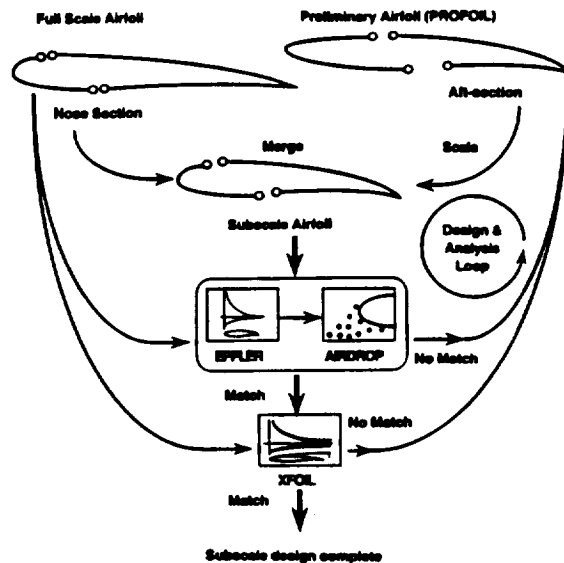 Full Scale Airfoil
Preliminary Airfoil (PROFOIL)
Nose Section
Aft-section
Merge
Scale
Subscale Airfoil
Design &
Analysis
Loop
EPPLER
AIRDROP
No Match
Match
No Match
XFOIL
Match
Subscale design complete